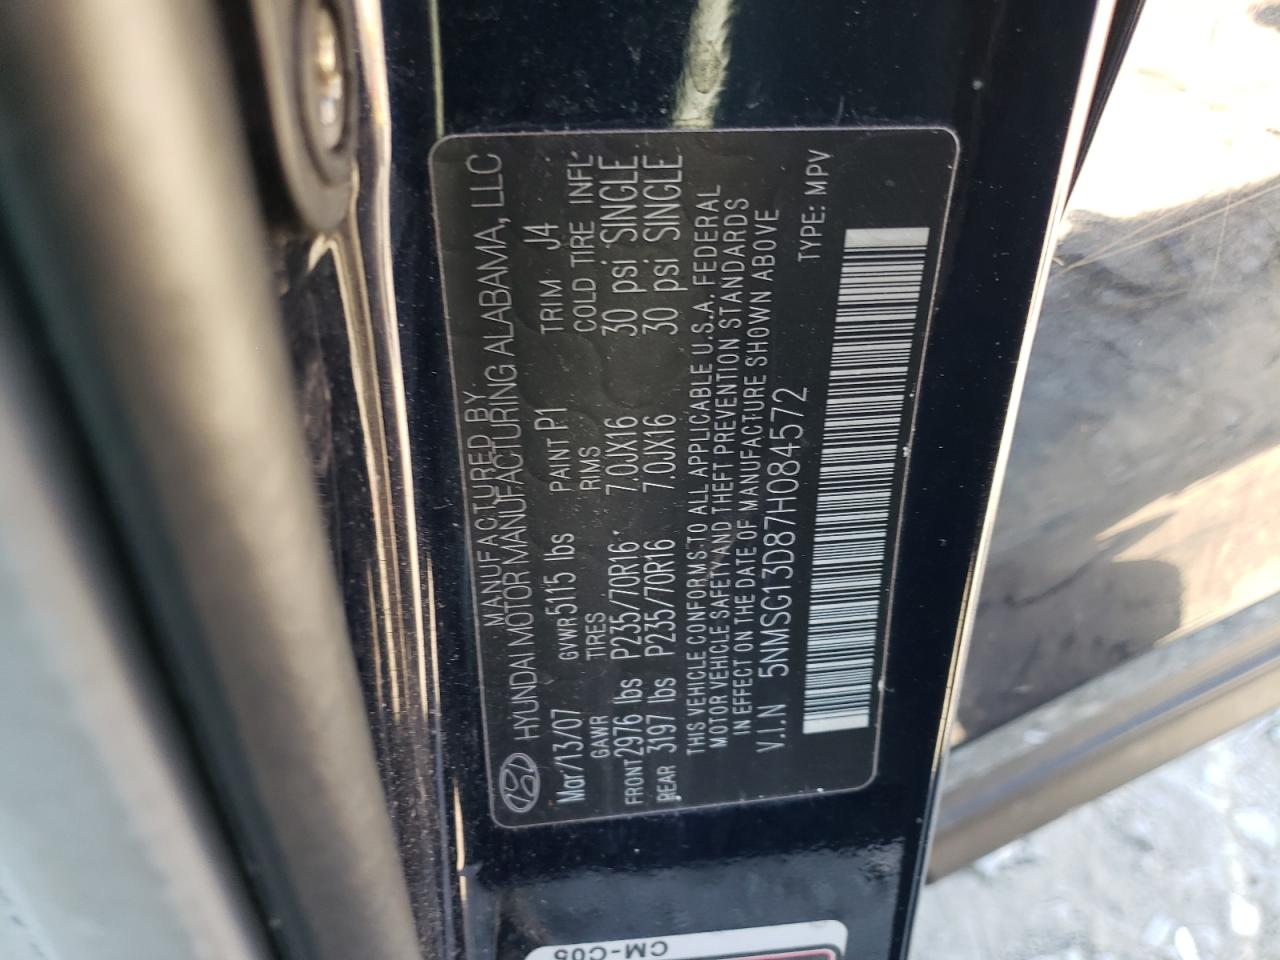 MANUFACTURED BY
HYUNDAI MOTOR MANUFACTURING ALABAMA, LLC
Mar/13/07 GVWR 5115 lbs PAINT P1 TRIM J4
GAWR TIRES RIMS COLD TIRE INFL.
FRONT 2976 lbs P235/70R16 7.0JX16 30 psi SINGLE
REAR 3197 lbs P235/70R16 7.0JX16 30 psi SINGLE
THIS VEHICLE CONFORMS TO ALL APPLICABLE U.S.A. FEDERAL
MOTOR VEHICLE SAFETY AND THEFT PREVENTION STANDARDS
IN EFFECT ON THE DATE OF MANUFACTURE SHOWN ABOVE
V.I.N 5NMSG13D87H084572 TYPE: MPV
CM-C05